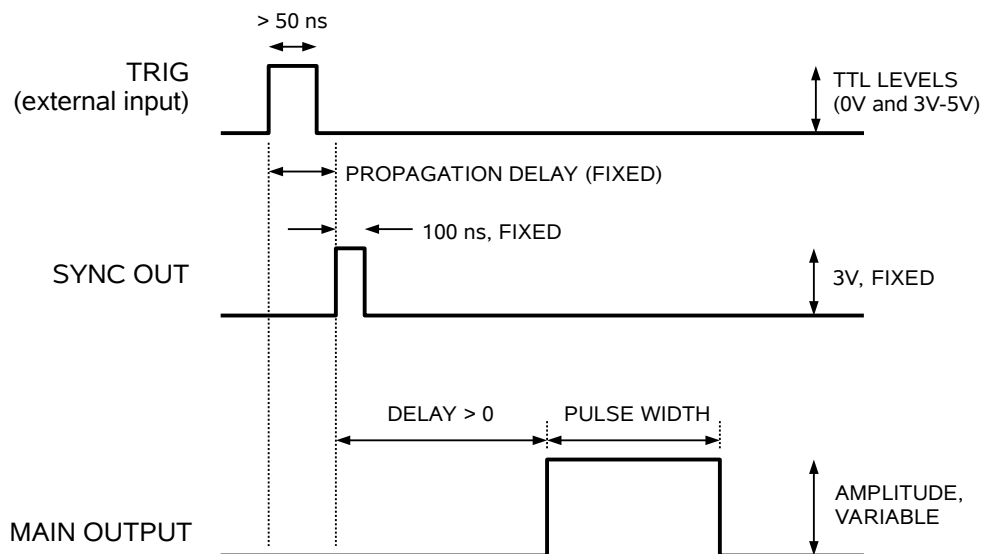 > 50 ns
TRIG
(external input)
TTL LEVELS
(0V and 3V-5V)
PROPAGATION DELAY (FIXED)
100 ns, FIXED
SYNC OUT
3V, FIXED
DELAY > 0
PULSE WIDTH
AMPLITUDE,
VARIABLE
MAIN OUTPUT